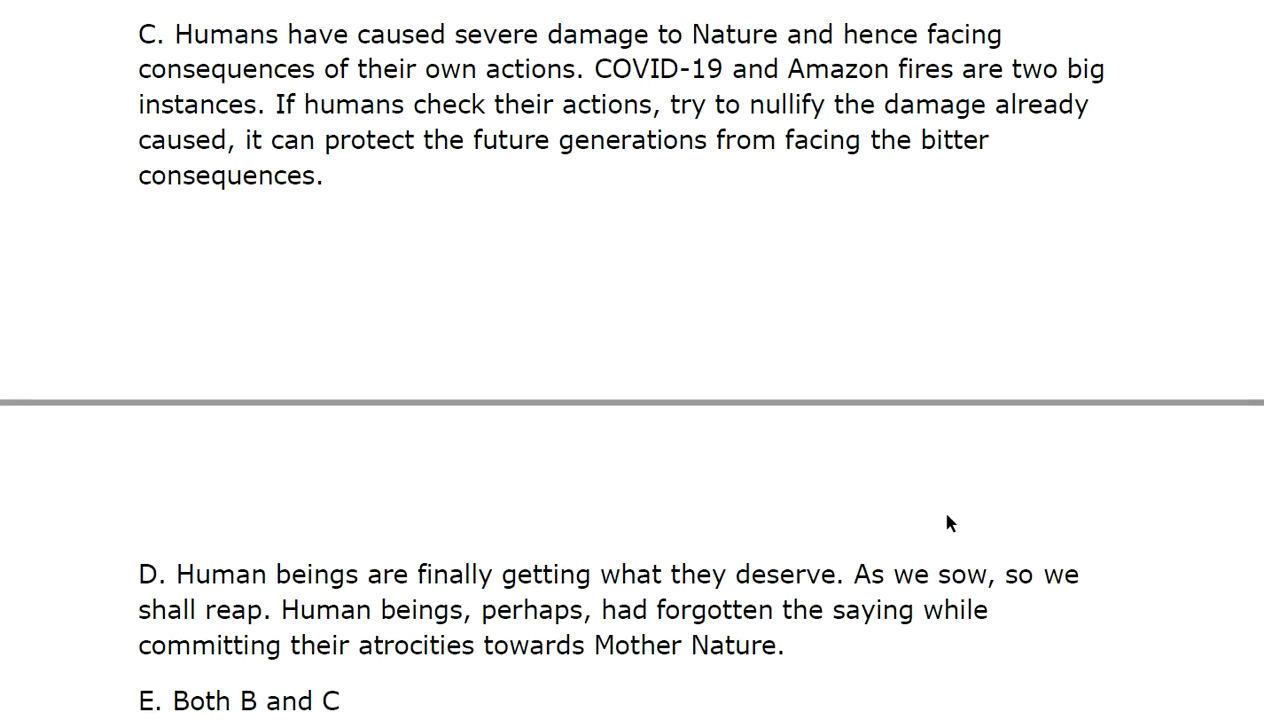 C. Humans have caused severe damage to Nature and hence facing
consequences of their own actions. COVID-19 and Amazon fires are two big
instances. If humans check their actions, try to nullify the damage already
caused, it can protect the future generations from facing the bitter
consequences.
D. Human beings are finally getting what they deserve. As we sow, so we
shall reap. Human beings, perhaps, had forgotten the saying while
committing their atrocities towards Mother Nature.
E. Both B and C